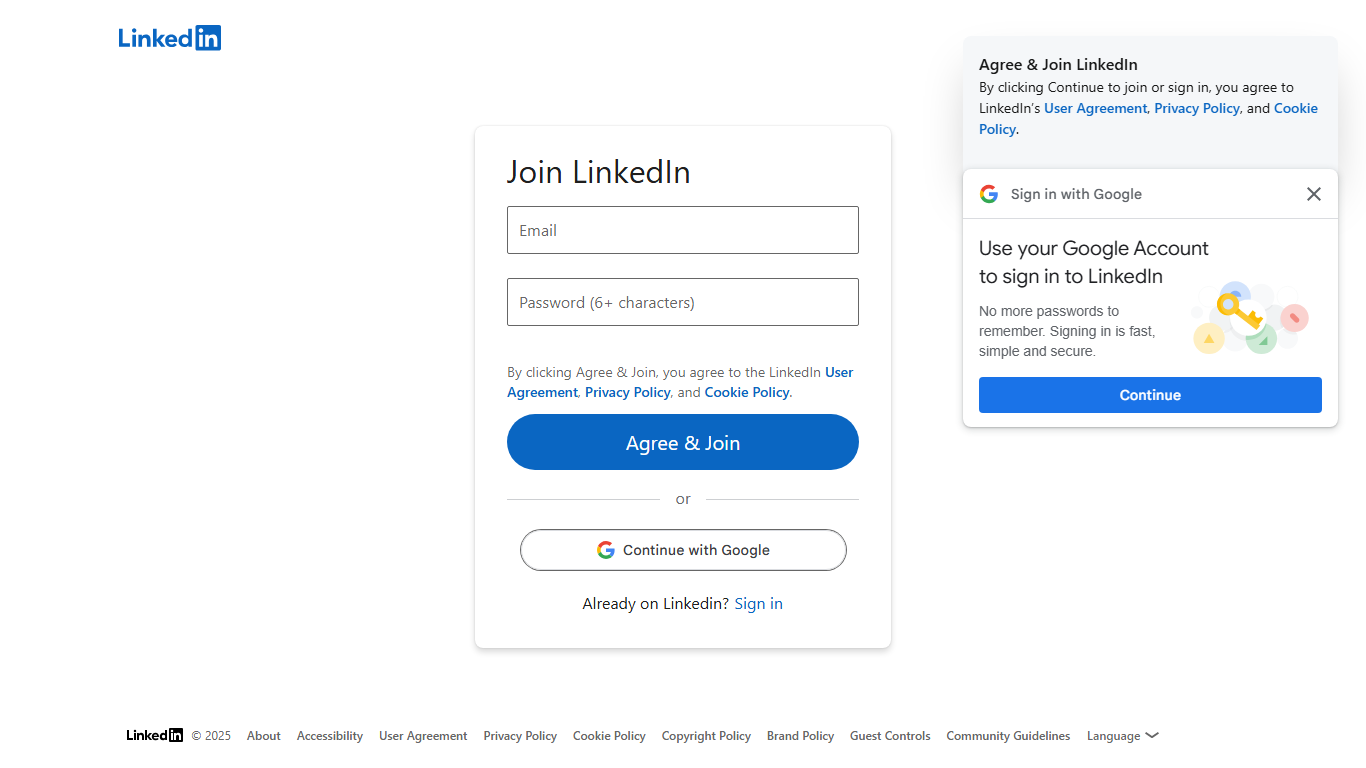 Linkedin
Agree & Join LinkedIn
By clicking Continue to join or sign in, you agree to
LinkedIn’s User Agreement, Privacy Policy, and Cookie
Policy.
Sign in with Google
Use your Google Account
to sign in to LinkedIn
No more passwords to
remember. Signing in is fast,
simple and secure.
Continue
Join LinkedIn
Email
Password (6+ characters)
By clicking Agree & Join, you agree to the LinkedIn User
Agreement, Privacy Policy, and Cookie Policy.
Agree & Join
or
Continue with Google
Already on Linkedin? Sign in
Linkedin © 2025 About Accessibility User Agreement Privacy Policy Cookie Policy Copyright Policy Brand Policy Guest Controls Community Guidelines Language